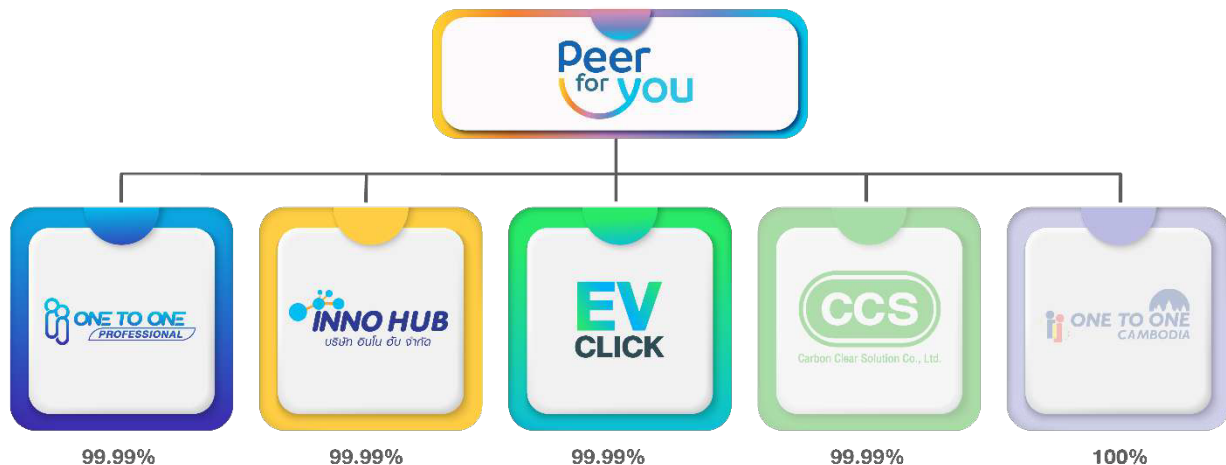 Peer
for you
ONE TO ONE
PROFESSIONAL
INNO HUB
บริษัท อินโน ฮับ จำกัด
EV
CLICK
CCS
Carbon Clear Solution Co., Ltd.
ONE TO ONE
CAMBODIA
99.99%
99.99%
99.99%
99.99%
100%